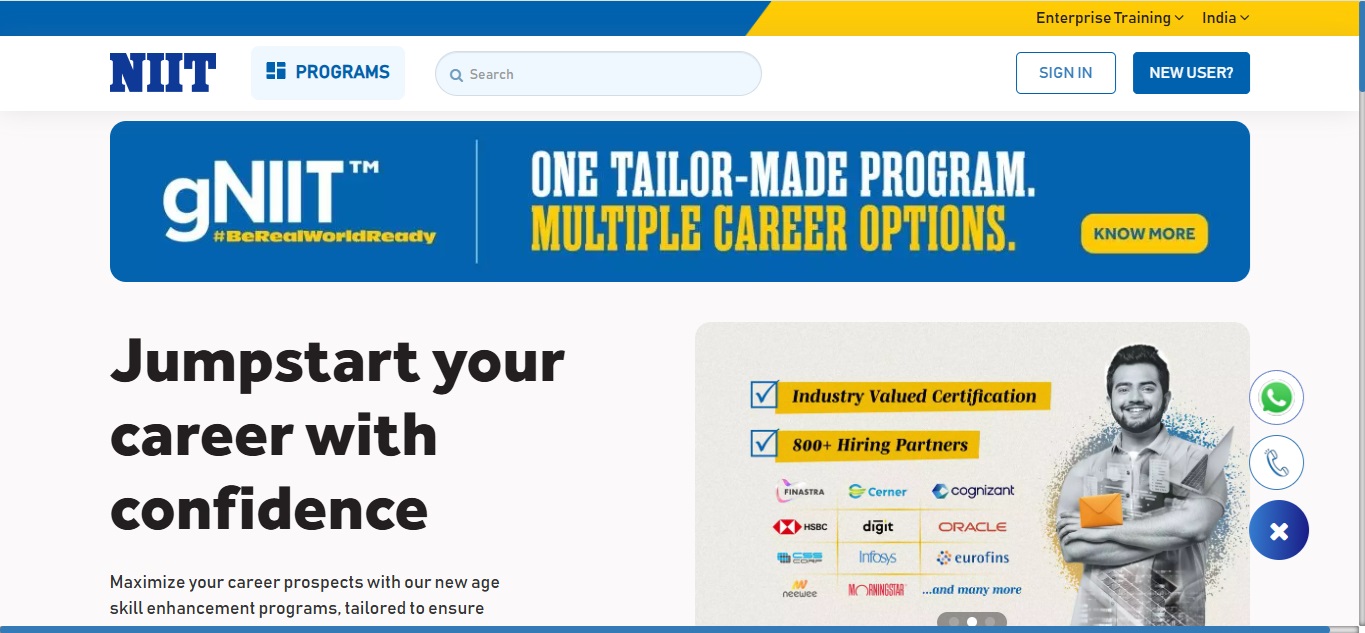 Enterprise Training India
NIIT PROGRAMS Search SIGN IN NEW USER?
gNIIT™
#BeRealWorldReady
ONE TAILOR-MADE PROGRAM.
MULTIPLE CAREER OPTIONS.
KNOW MORE
Jumpstart your
career with
confidence
Maximize your career prospects with our new age
skill enhancement programs, tailored to ensure
Industry Valued Certification
800+ Hiring Partners
FINASTRA Cerner cognizant
HSBC digit ORACLE
CSS CORP Infosys eurofins
neewee MORNINGSTAR ...and many more